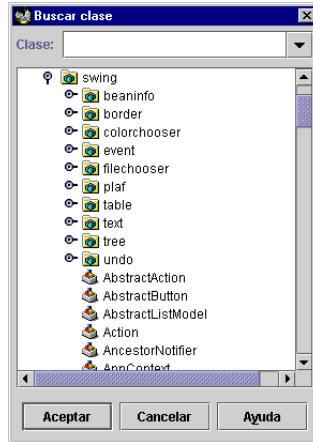 Buscar clase
Clase:
swing
beaninfo
border
colorchooser
event
filechooser
plaf
table
text
tree
undo
AbstractAction
AbstractButton
AbstractListModel
Action
AncestorNotifier
AppContext
Aceptar Cancelar Ayuda